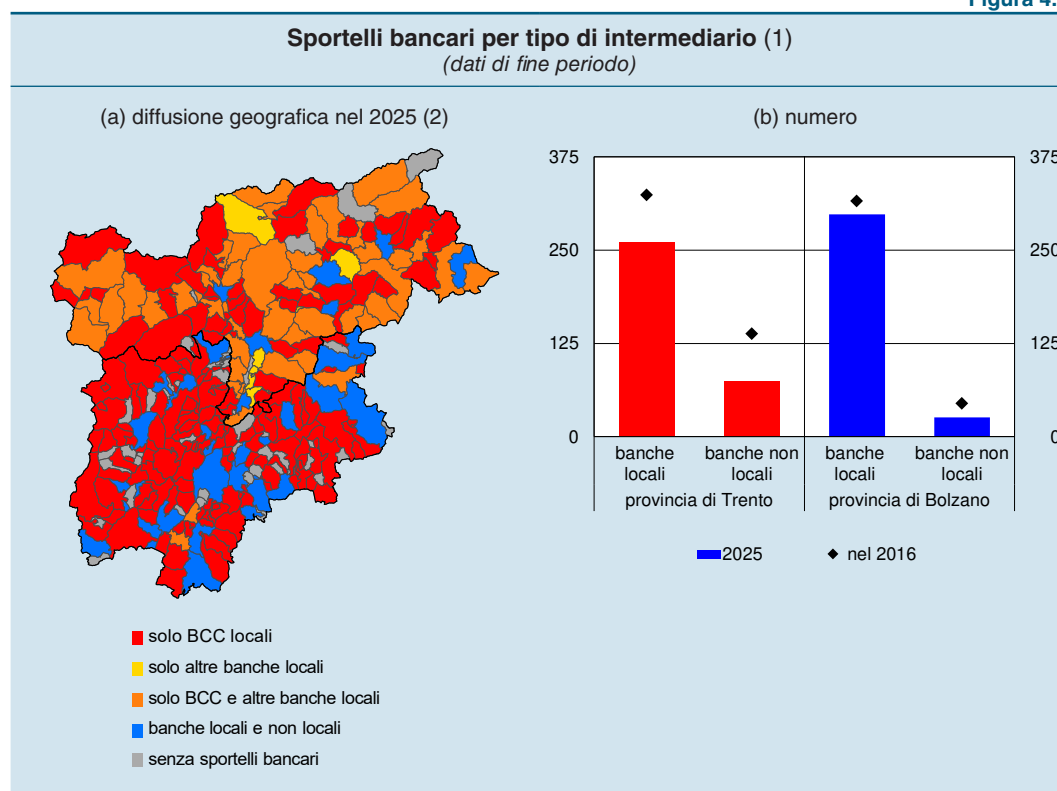 Figura 4.
Sportelli bancari per tipo di intermediario (1)
(dati di fine periodo)
(a) diffusione geografica nel 2025 (2)
solo BCC locali
solo altre banche locali
solo BCC e altre banche locali
banche locali e non locali
senza sportelli bancari
(b) numero
375 375
250 250
125 125
0 0
banche locali banche non locali banche locali banche non locali
provincia di Trento provincia di Bolzano
2025 nel 2016